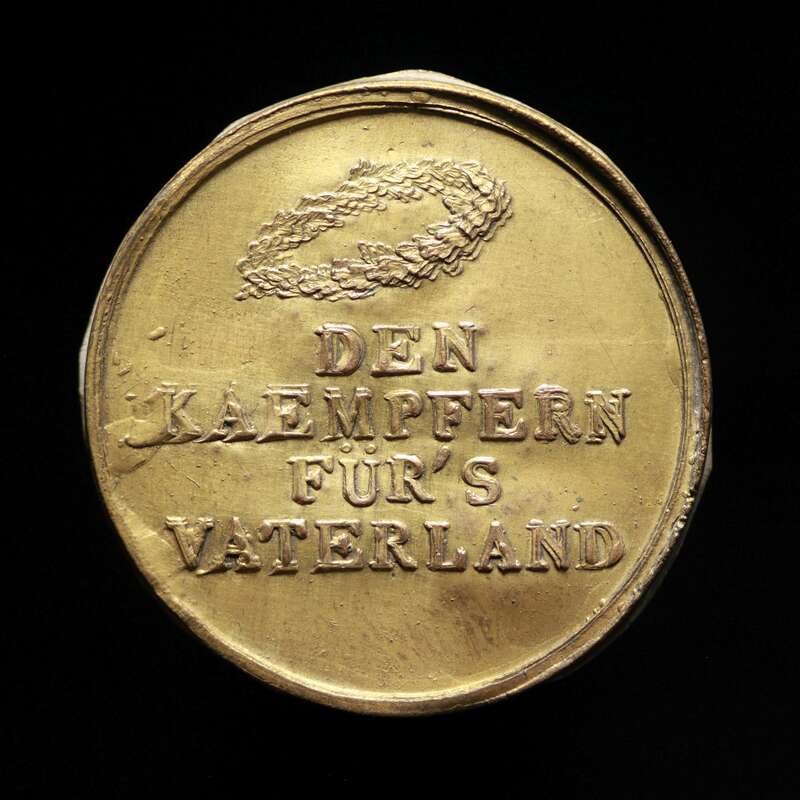 DEN
KAEMPFERN
FÜR'S
VATERLAND